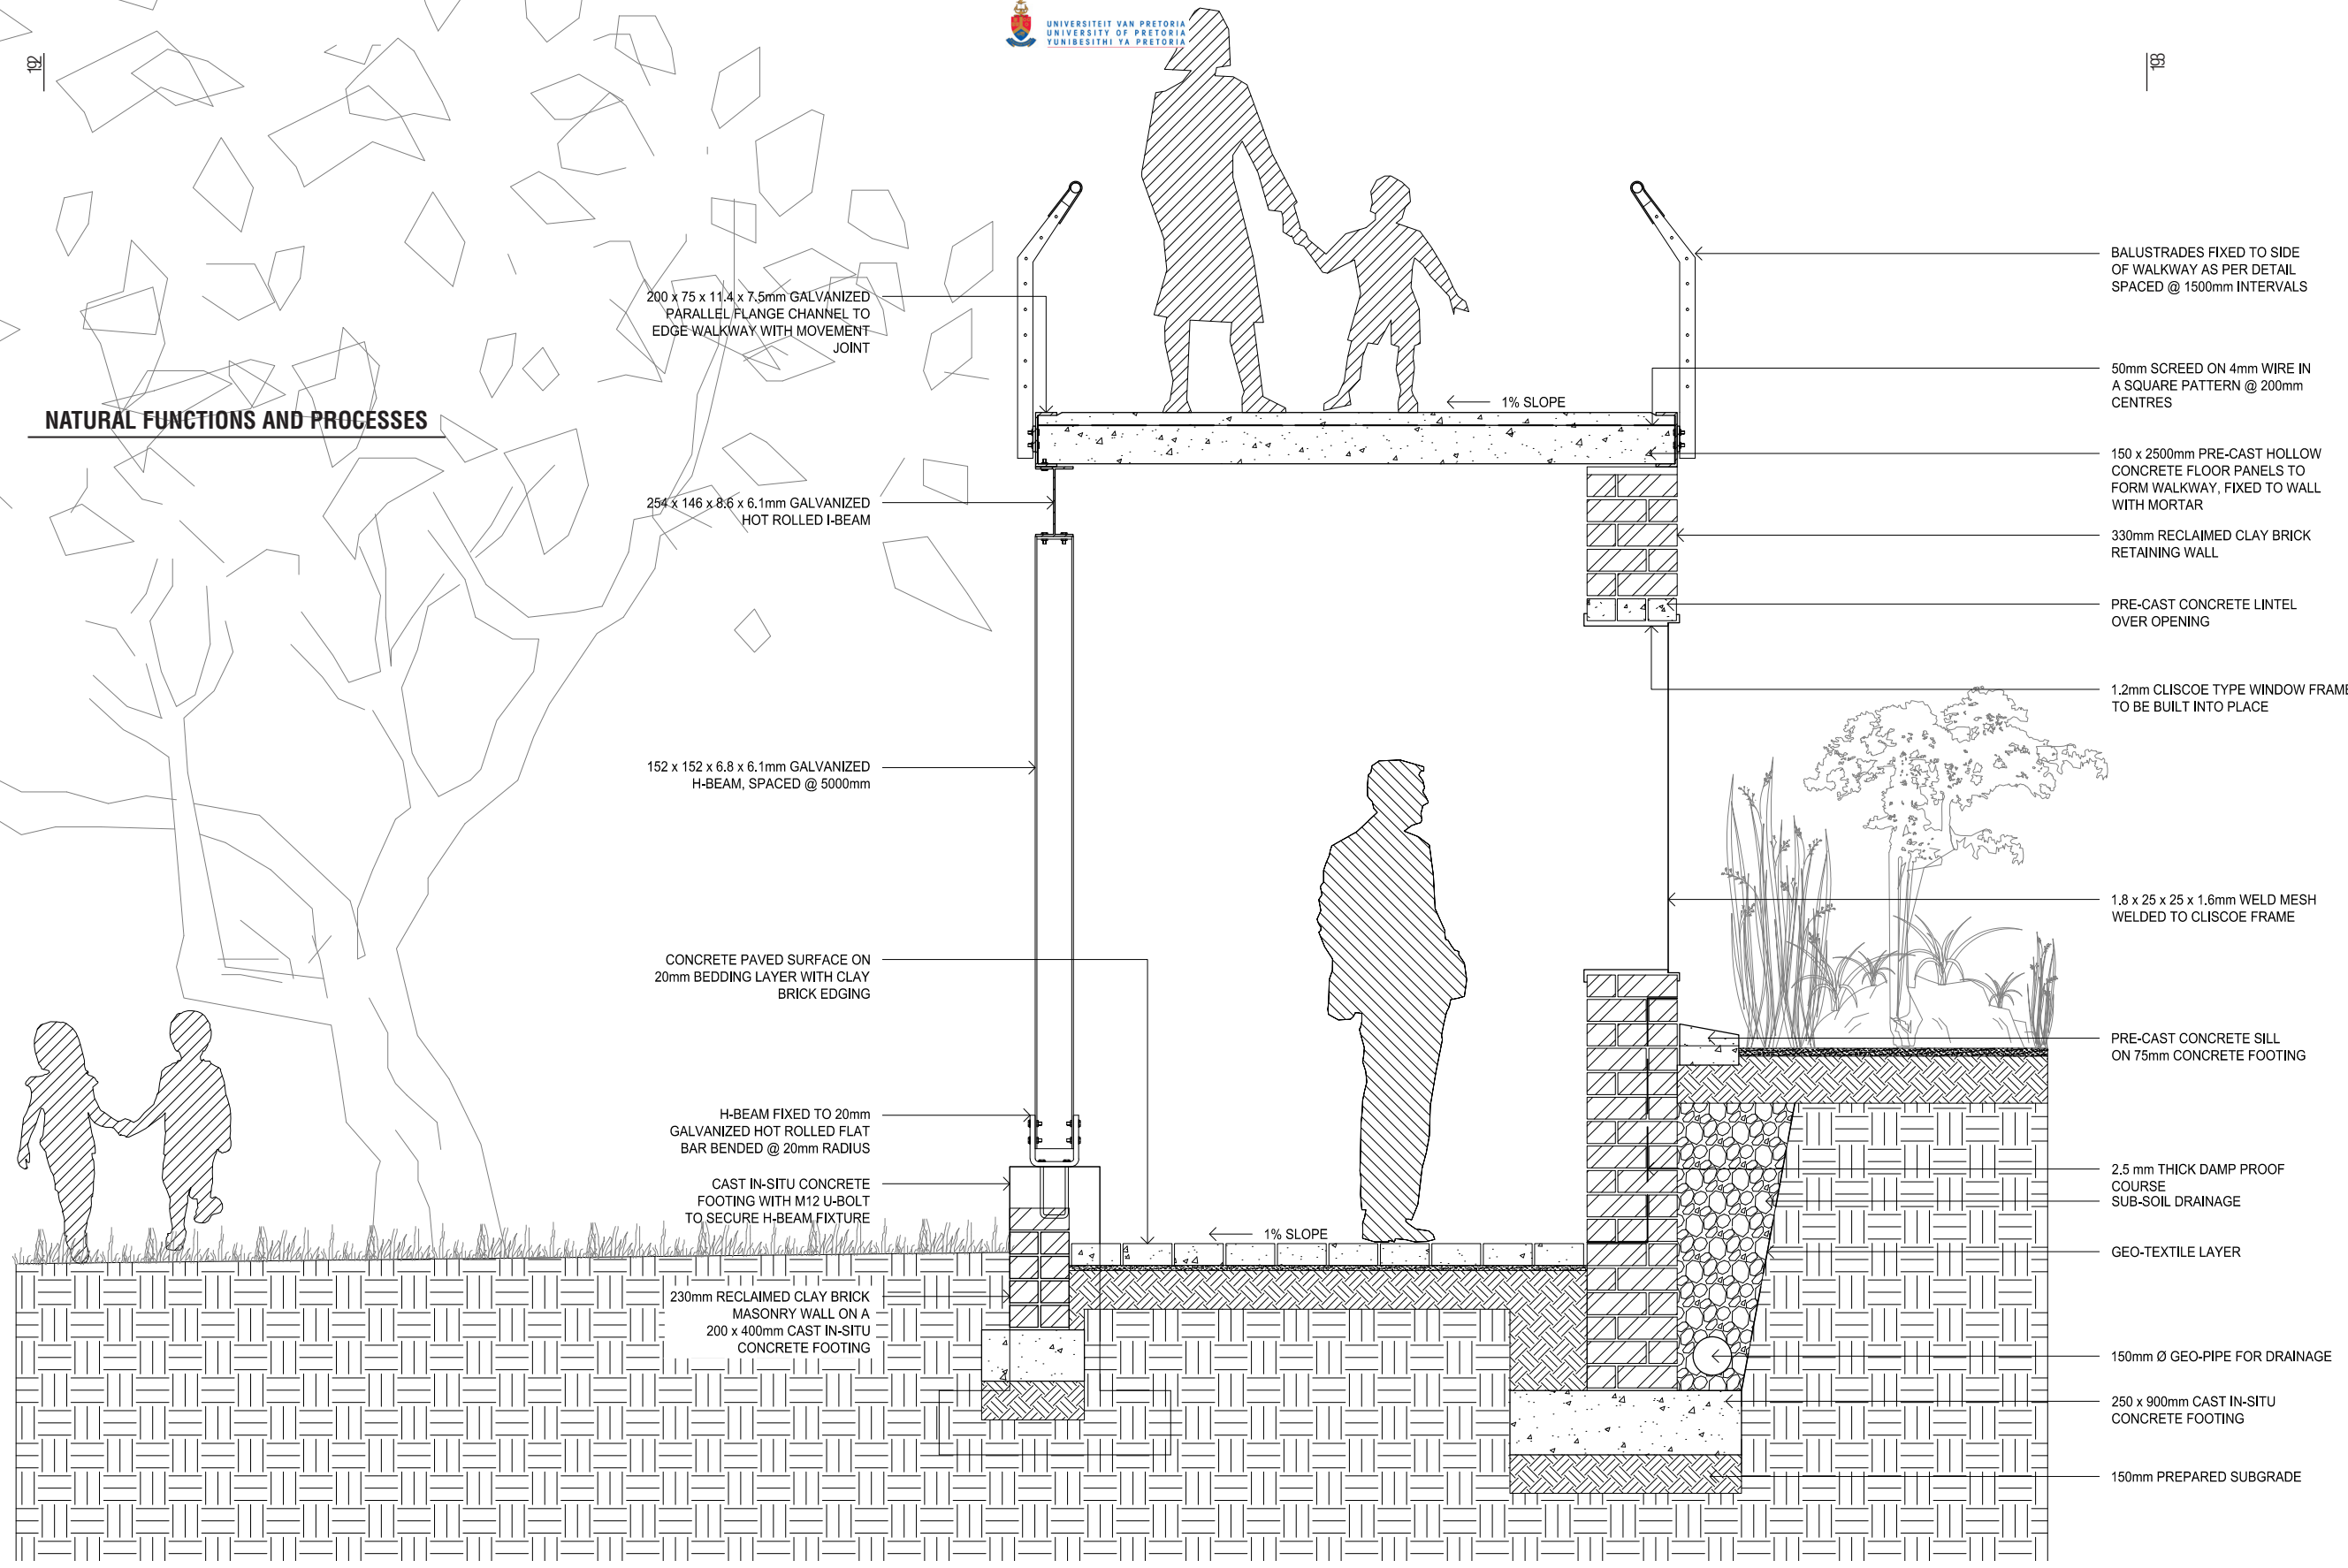 UNIVERSITEIT VAN PRETORIA
UNIVERSITY OF PRETORIA
YUNIBESITHI YA PRETORIA
192
193
NATURAL FUNCTIONS AND PROCESSES
200 x 75 x 11.4 x 7.5mm GALVANIZED
PARALLEL FLANGE CHANNEL TO
EDGE WALKWAY WITH MOVEMENT
JOINT
254 x 146 x 8.6 x 6.1mm GALVANIZED
HOT ROLLED I-BEAM
152 x 152 x 6.8 x 6.1mm GALVANIZED
H-BEAM, SPACED @ 5000mm
CONCRETE PAVED SURFACE ON
20mm BEDDING LAYER WITH CLAY
BRICK EDGING
H-BEAM FIXED TO 20mm
GALVANIZED HOT ROLLED FLAT
BAR BENDED @ 20mm RADIUS
CAST IN-SITU CONCRETE
FOOTING WITH M12 U-BOLT
TO SECURE H-BEAM FIXTURE
230mm RECLAIMED CLAY BRICK
MASONRY WALL ON A
200 x 400mm CAST IN-SITU
CONCRETE FOOTING
1% SLOPE
1% SLOPE
BALUSTRADES FIXED TO SIDE
OF WALKWAY AS PER DETAIL
SPACED @ 1500mm INTERVALS
50mm SCREED ON 4mm WIRE IN
A SQUARE PATTERN @ 200mm
CENTRES
150 x 2500mm PRE-CAST HOLLOW
CONCRETE FLOOR PANELS TO
FORM WALKWAY, FIXED TO WALL
WITH MORTAR
330mm RECLAIMED CLAY BRICK
RETAINING WALL
PRE-CAST CONCRETE LINTEL
OVER OPENING
1.2mm CLISCOE TYPE WINDOW FRAME
TO BE BUILT INTO PLACE
1.8 x 25 x 25 x 1.6mm WELD MESH
WELDED TO CLISCOE FRAME
PRE-CAST CONCRETE SILL
ON 75mm CONCRETE FOOTING
2.5 mm THICK DAMP PROOF
COURSE
SUB-SOIL DRAINAGE
GEO-TEXTILE LAYER
150mm Ø GEO-PIPE FOR DRAINAGE
250 x 900mm CAST IN-SITU
CONCRETE FOOTING
150mm PREPARED SUBGRADE